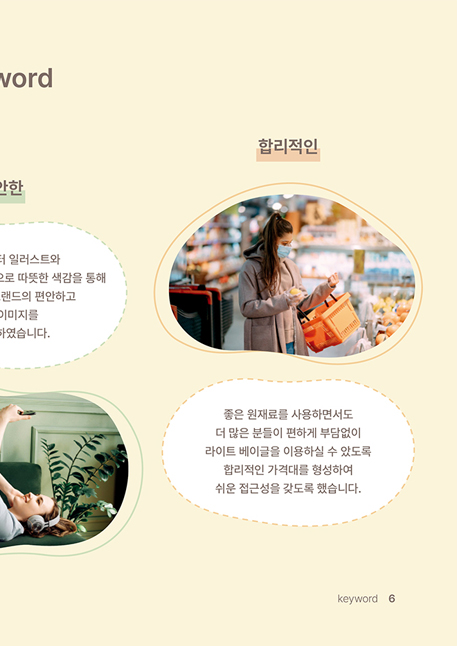 word
합리적인
안한
터 일러스트와
으로 따뜻한 색감을 통해
랜드의 편안하고
이미지를
하였습니다.
좋은 원재료를 사용하면서도
더 많은 분들이 편하게 부담없이
라이트 베이글을 이용하실 수 있도록
합리적인 가격대를 형성하여
쉬운 접근성을 갖도록 했습니다.
keyword 6